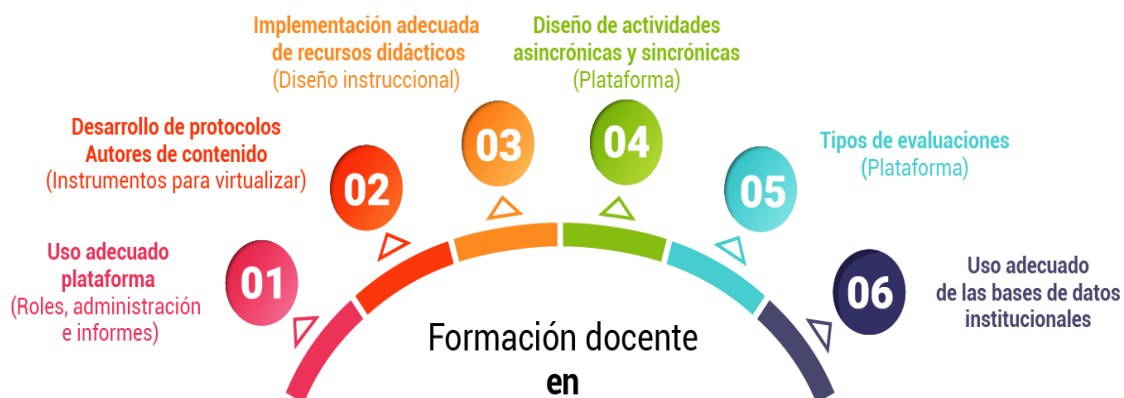 01
Uso adecuado
plataforma
(Roles, administración
e informes)
02
Desarrollo de protocolos
Autores de contenido
(Instrumentos para virtualizar)
03
Implementación adecuada
de recursos didácticos
(Diseño instruccional)
04
Diseño de actividades
asincrónicas y sincrónicas
(Plataforma)
05
Tipos de evaluaciones
(Plataforma)
06
Uso adecuado
de las bases de datos
institucionales
Formación docente
en